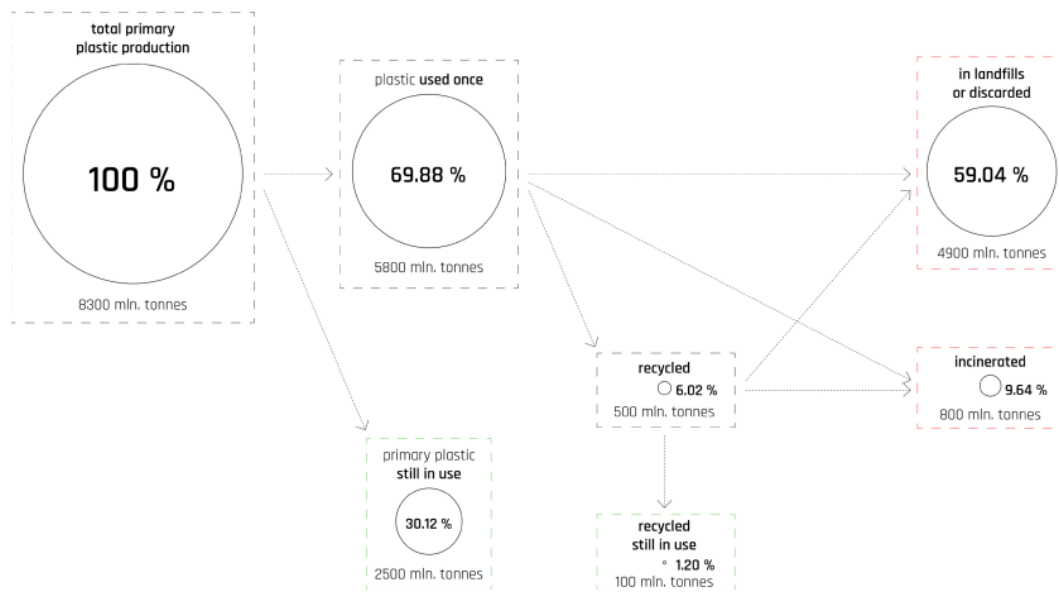 total primary
plastic production
100 %
8300 mln. tonnes
plastic used once
69.88 %
5800 mln. tonnes
in landfills
or discarded
59.04 %
4900 mln. tonnes
recycled
6.02 %
500 mln. tonnes
incinerated
9.64 %
800 mln. tonnes
primary plastic
still in use
30.12 %
2500 mln. tonnes
recycled
still in use
1.20 %
100 mln. tonnes